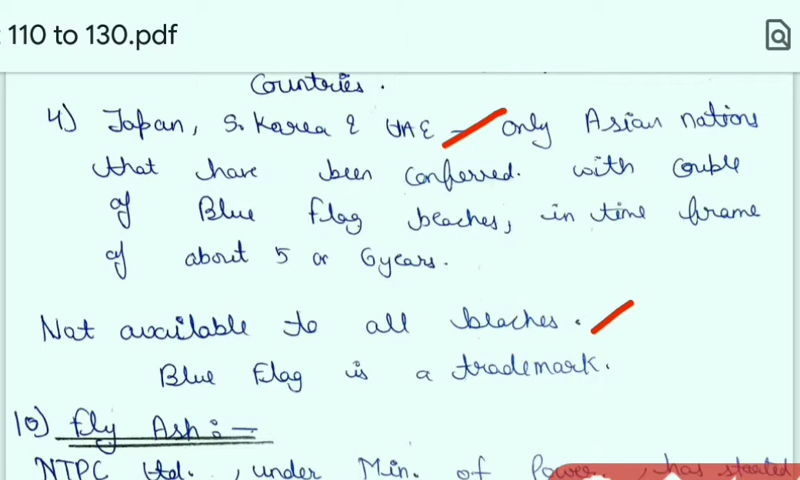 110 to 130.pdf
Countries.
4) Japan, S. Korea & UAE - only Asian nations
that have been conferred. with couble
of Blue Flag beaches, in time frame
of about 5 or 6 years.
Not available to all bleaches.
Blue Flag is a trademark.
10) Fly Ash:-
NTPC Ltd., under Min. of Power, has started